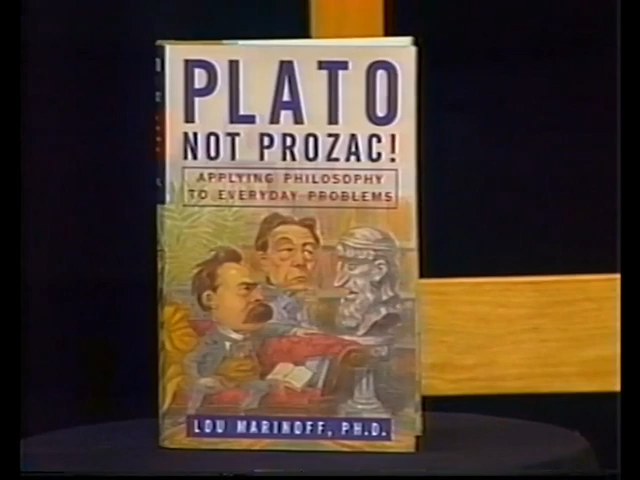 PLATO
NOT PROZAC!
APPLYING PHILOSOPHY
TO EVERYDAY PROBLEMS
LOU MARINOFF, PH.D.